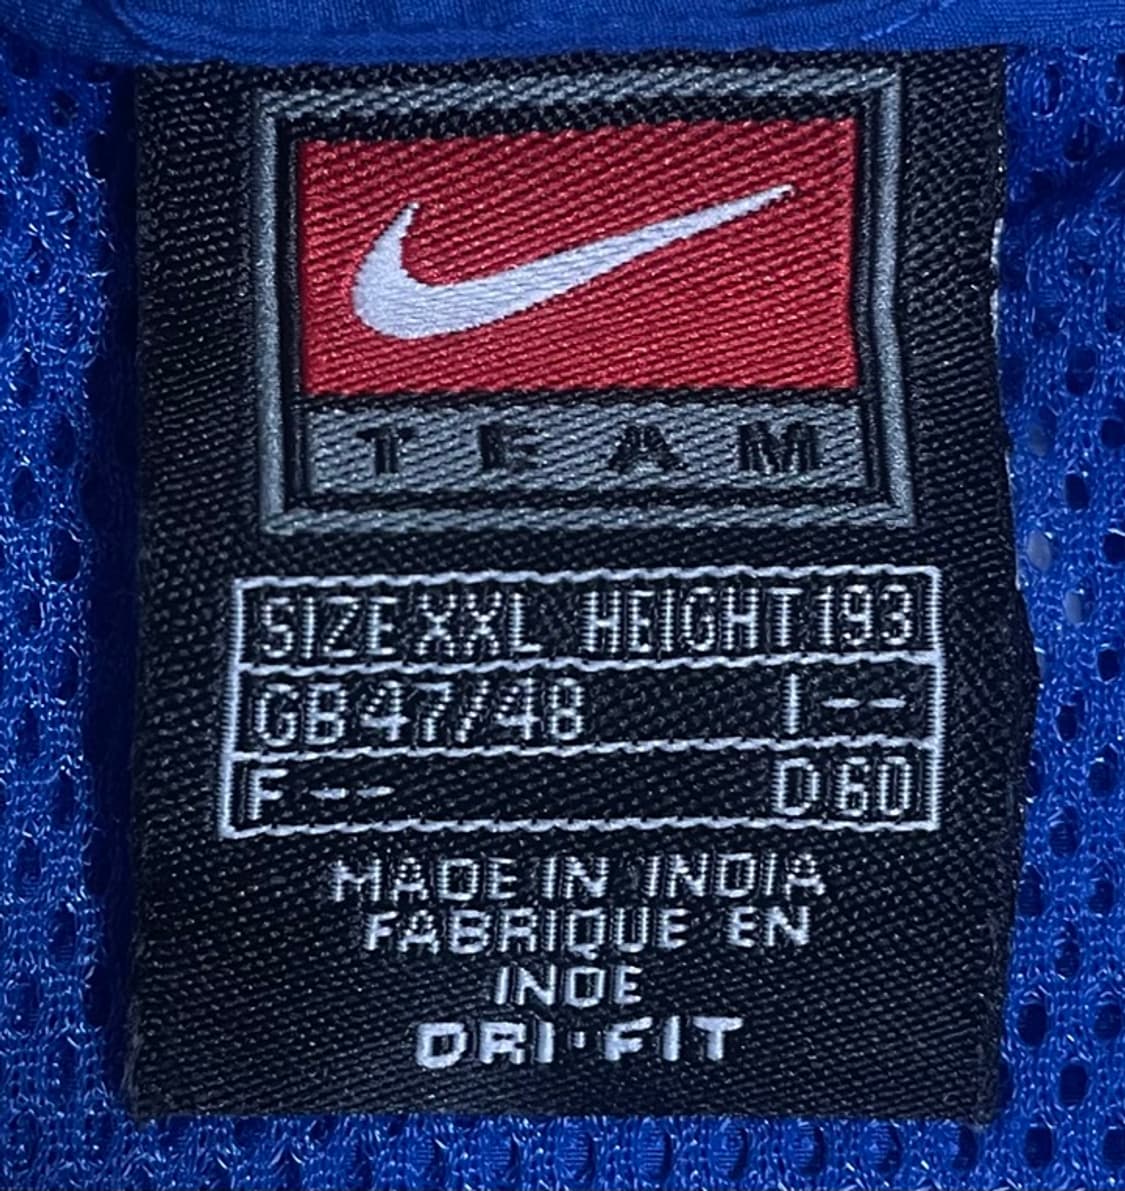 TEAM
SIZE XXL HEIGHT 193
GB 47/48 I --
F -- D 60
MADE IN INDIA
FABRIQUE EN
INDE
DRI·FIT